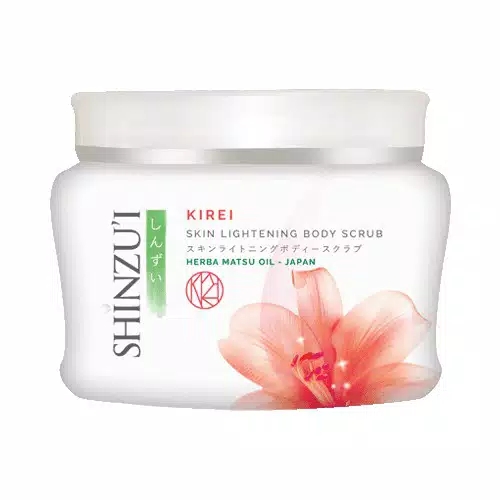 SHINZU'I
しんずい
KIREI
SKIN LIGHTENING BODY SCRUB
スキンライトニングボディースクラブ
HERBA MATSU OIL - JAPAN